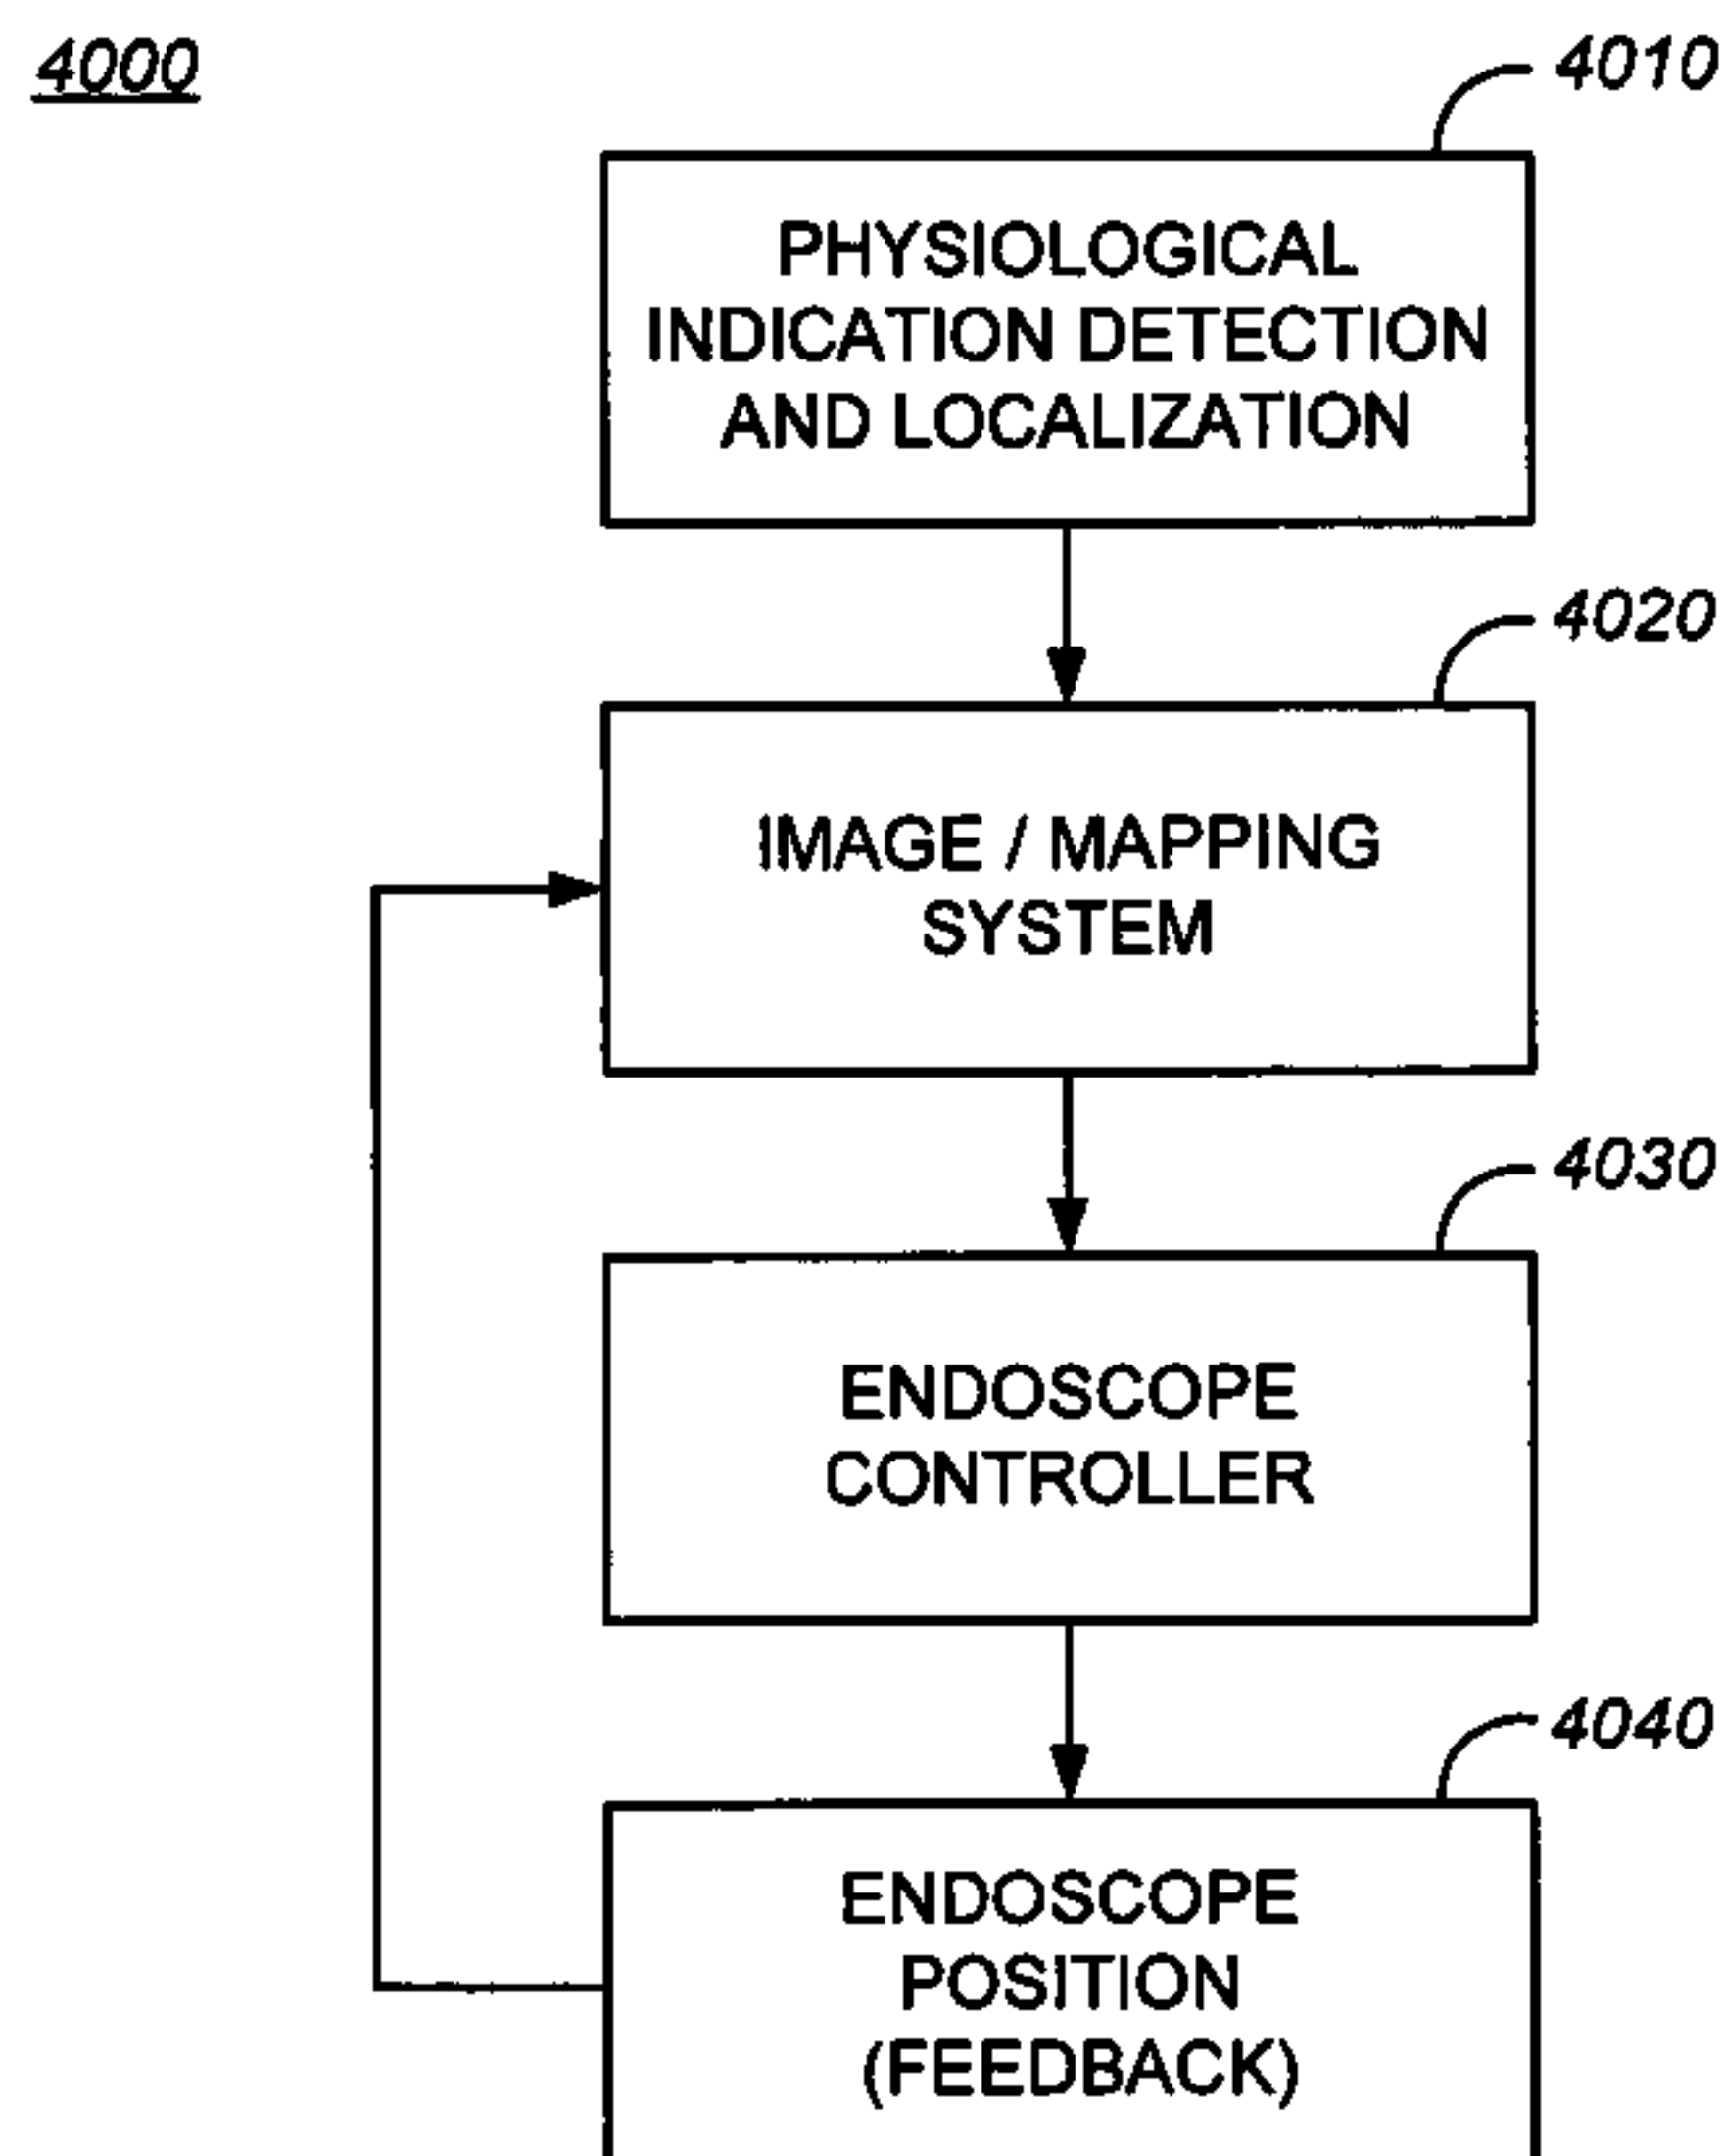 4000
4010
PHYSIOLOGICAL
INDICATION DETECTION
AND LOCALIZATION
4020
IMAGE / MAPPING
SYSTEM
4030
ENDOSCOPE
CONTROLLER
4040
ENDOSCOPE
POSITION
(FEEDBACK)